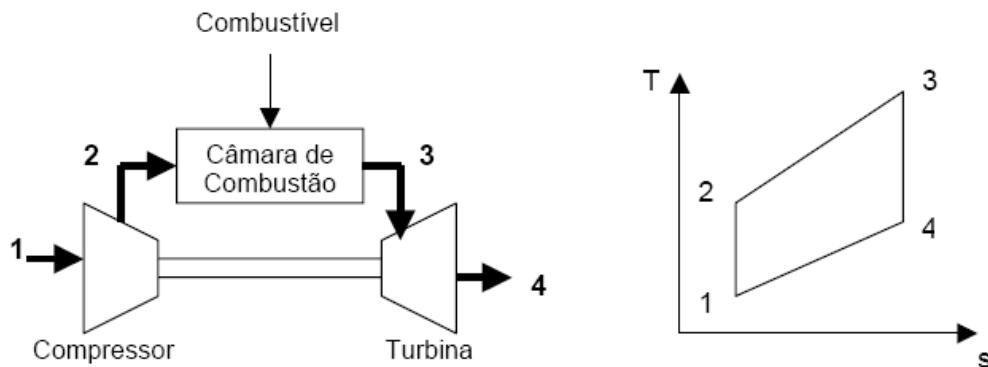 Combustível
2
Câmara de
Combustão
3
1
4
Compressor
Turbina
T
3
2
4
1
s